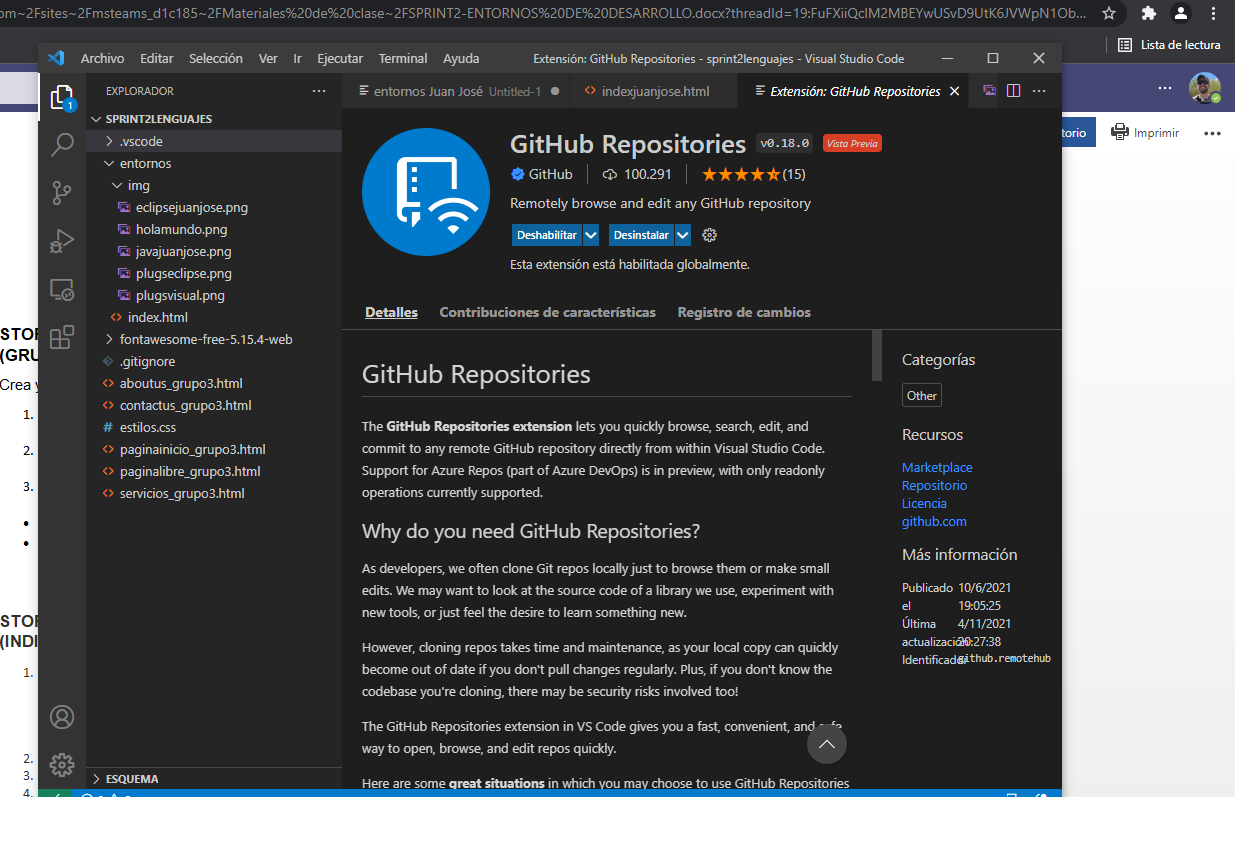 om~2Fsites~2Fmsteams_d1c185~2FMateriales%20de%20clase~2FSPRINT2-ENTORNOS%20DE%20DESARROLLO.docx?threadId=19:FuFXiiQcIM2MBEYwUSvD9UtK6JVWpN1Ob...
Lista de lectura
Archivo Editar Selección Ver Ir Ejecutar Terminal Ayuda
Extensión: GitHub Repositories - sprint2lenguajes - Visual Studio Code
EXPLORADOR
entornos Juan José Untitled-1
indexjuanjose.html
Extensión: GitHub Repositories
1
torio
Imprimir
SPRINT2LENGUAJES
.vscode
entornos
img
eclipsejuanjose.png
holamundo.png
javajuanjose.png
plugseclipse.png
plugsvisual.png
index.html
fontawesome-free-5.15.4-web
.gitignore
aboutus_grupo3.html
contactus_grupo3.html
# estilos.css
paginainicio_grupo3.html
paginalibre_grupo3.html
servicios_grupo3.html
ESQUEMA
GitHub Repositories v0.18.0 Vista Previa
GitHub 100.291 (15)
Remotely browse and edit any GitHub repository
Deshabilitar Desinstalar
Esta extensión está habilitada globalmente.
Detalles Contribuciones de características Registro de cambios
GitHub Repositories
The GitHub Repositories extension lets you quickly browse, search, edit, and
commit to any remote GitHub repository directly from within Visual Studio Code.
Support for Azure Repos (part of Azure DevOps) is in preview, with only readonly
operations currently supported.
Why do you need GitHub Repositories?
As developers, we often clone Git repos locally just to browse them or make small
edits. We may want to look at the source code of a library we use, experiment with
new tools, or just feel the desire to learn something new.
However, cloning repos takes time and maintenance, as your local copy can quickly
become out of date if you don't pull changes regularly. Plus, if you don't know the
codebase you're cloning, there may be security risks involved too!
The GitHub Repositories extension in VS Code gives you a fast, convenient, and safe
way to open, browse, and edit repos quickly.
Here are some great situations in which you may choose to use GitHub Repositories
Categorías
Other
Recursos
Marketplace
Repositorio
Licencia
github.com
Más información
Publicado el 10/6/2021 19:05:25
Última actualización 4/11/2021 20:27:38
Identificador github.remotehub
STOR
(GRU
Crea y
1.
2.
3.
STOR
(INDI
1.
2.
3.
4.